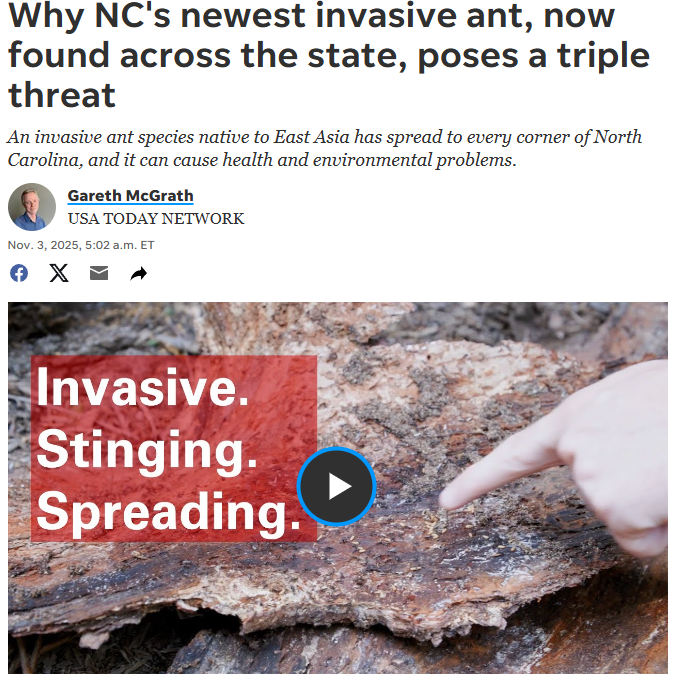 Why NC's newest invasive ant, now
found across the state, poses a triple
threat
An invasive ant species native to East Asia has spread to every corner of North
Carolina, and it can cause health and environmental problems.
Gareth McGrath
USA TODAY NETWORK
Nov. 3, 2025, 5:02 a.m. ET
Invasive.
Stinging.
Spreading.